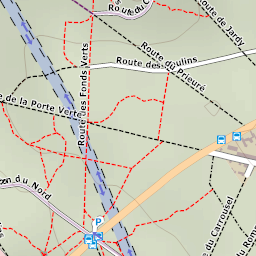 Route de Jardy
Route des Moulins
Route du Prieuré
Route des Fonds Verts
e de la Porte Verte
on du Nord
P
du Carrousel